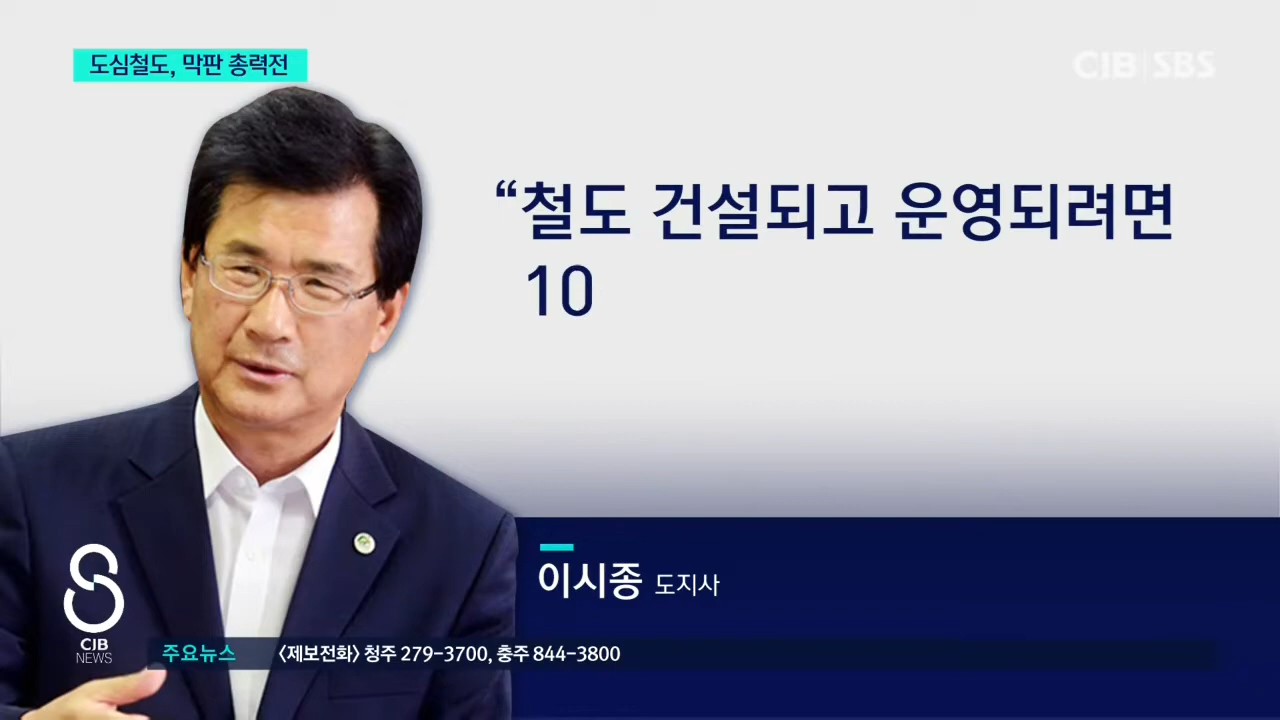 도심철도, 막판 총력전
CJB SBS
“철도 건설되고 운영되려면
10
이시종 도지사
CJB
NEWS
주요뉴스 <제보전화> 청주 279-3700, 충주 844-3800